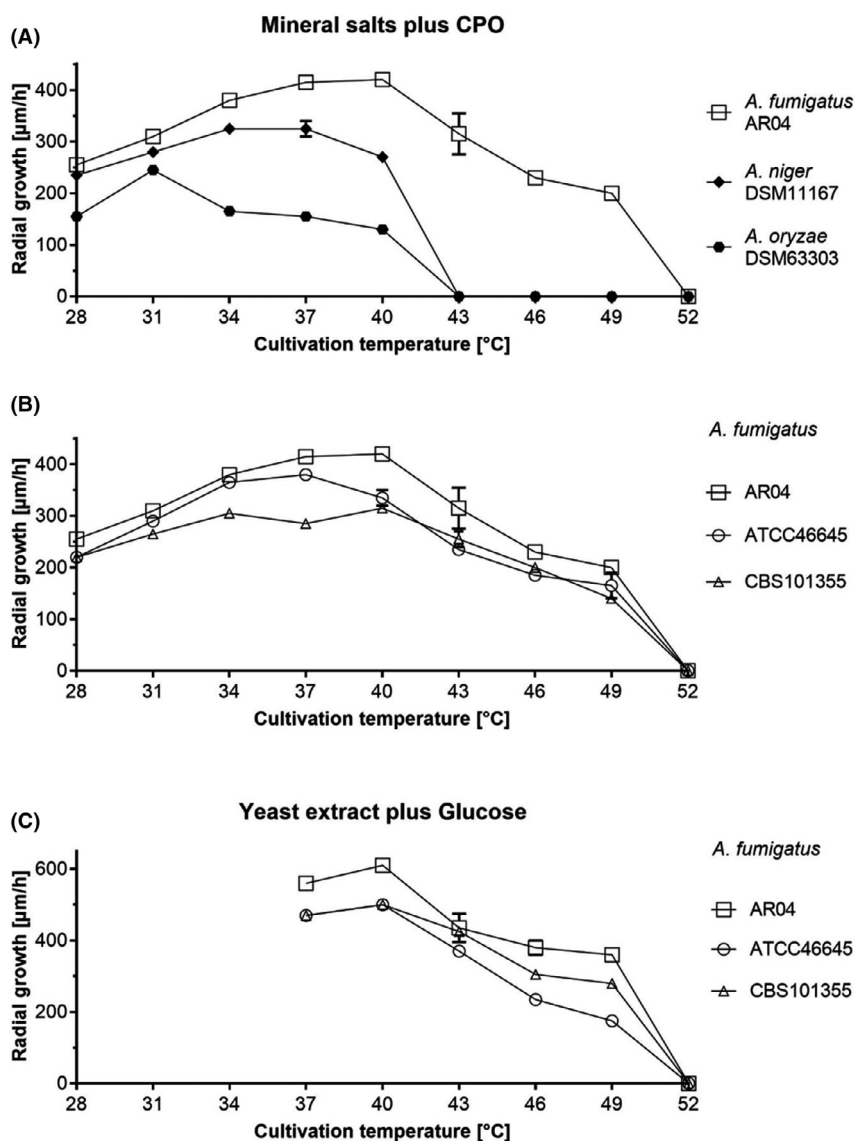 (A)
Mineral salts plus CPO
Radial growth [µm/h]
400
300
200
100
0
28 31 34 37 40 43 46 49 52
Cultivation temperature [°C]
A. fumigatus
AR04
A. niger
DSM11167
A. oryzae
DSM63303
(B)
Radial growth [µm/h]
400
300
200
100
0
28 31 34 37 40 43 46 49 52
Cultivation temperature [°C]
A. fumigatus
AR04
ATCC46645
CBS101355
(C)
Yeast extract plus Glucose
Radial growth [µm/h]
600
400
200
0
28 31 34 37 40 43 46 49 52
Cultivation temperature [°C]
A. fumigatus
AR04
ATCC46645
CBS101355